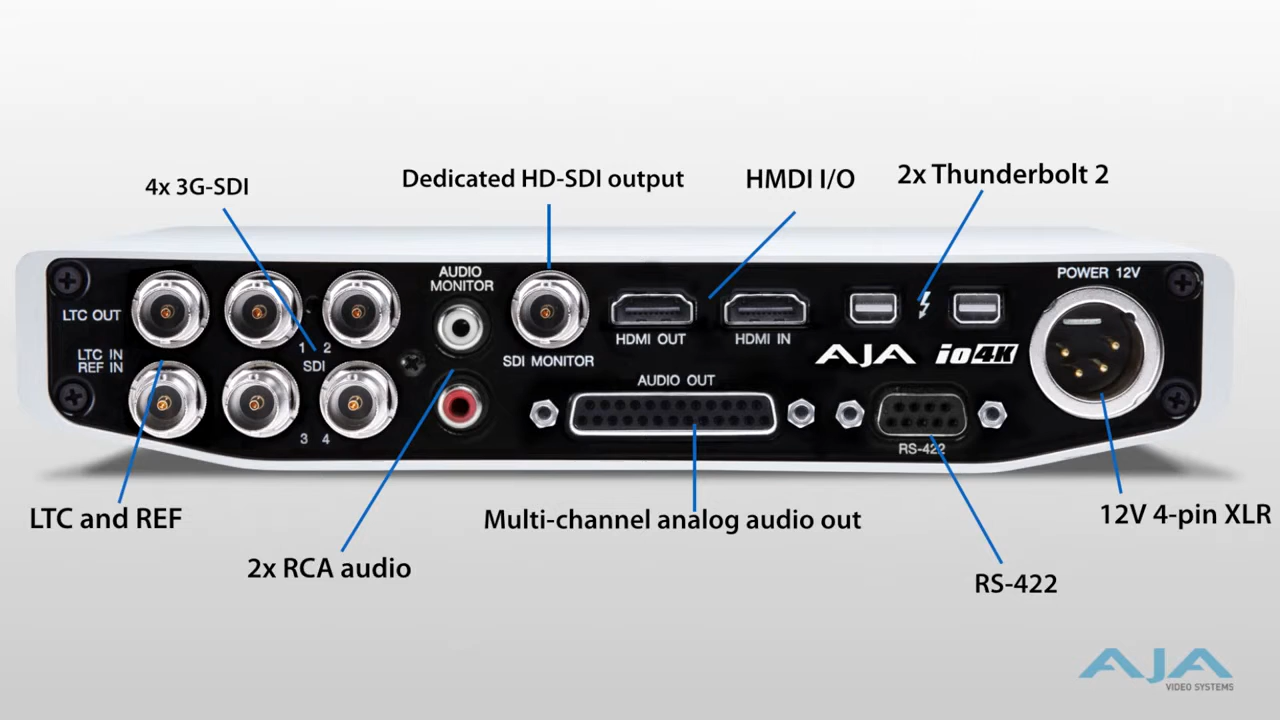 4x 3G-SDI
Dedicated HD-SDI output
HMDI I/O
2x Thunderbolt 2
LTC OUT
LTC IN
REF IN
1 2
SDI
3 4
AUDIO
MONITOR
SDI MONITOR
HDMI OUT
HDMI IN
AJA io4K
POWER 12V
AUDIO OUT
RS-422
LTC and REF
2x RCA audio
Multi-channel analog audio out
RS-422
12V 4-pin XLR
AJA
VIDEO SYSTEMS